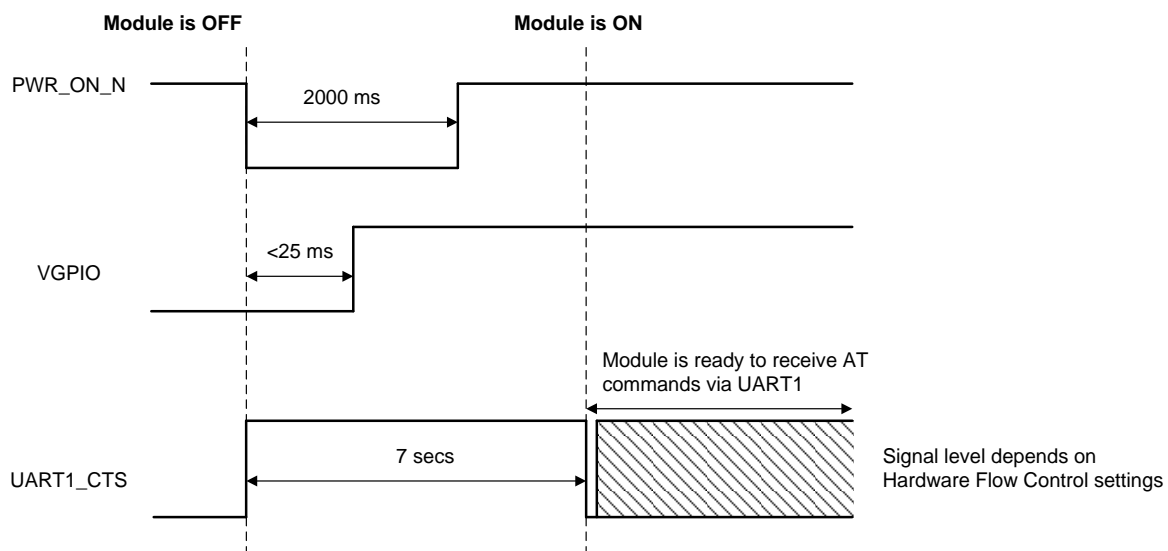 Module is OFF
Module is ON
PWR_ON_N
2000 ms
<25 ms
VGPIO
Module is ready to receive AT
commands via UART1
7 secs
UART1_CTS
Signal level depends on
Hardware Flow Control settings